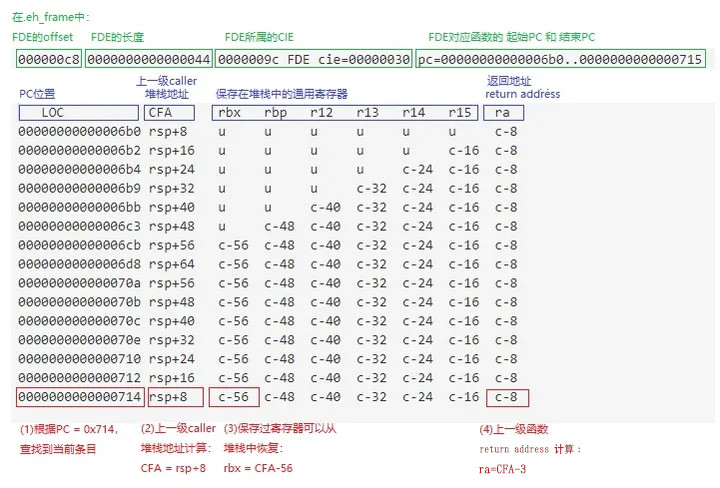 在.eh_frame中：
FDE的offset FDE的长度 FDE所属的CIE FDE对应函数的 起始PC 和 结束PC
000000c8 0000000000000044 0000009c FDE cie=00000030 pc=00000000000006b0..0000000000000715
PC位置 上一级caller 堆栈地址 保存在堆栈中的通用寄存器 返回地址 return address
LOC CFA rbx rbp r12 r13 r14 r15 ra
00000000000006b0 rsp+8 u u u u u u c-8
00000000000006b2 rsp+16 u u u u u c-16 c-8
00000000000006b4 rsp+24 u u u u c-24 c-16 c-8
00000000000006b9 rsp+32 u u u c-32 c-24 c-16 c-8
00000000000006bb rsp+40 u u c-40 c-32 c-24 c-16 c-8
00000000000006c3 rsp+48 u c-48 c-40 c-32 c-24 c-16 c-8
00000000000006cb rsp+56 c-56 c-48 c-40 c-32 c-24 c-16 c-8
00000000000006d8 rsp+64 c-56 c-48 c-40 c-32 c-24 c-16 c-8
000000000000070a rsp+56 c-56 c-48 c-40 c-32 c-24 c-16 c-8
000000000000070b rsp+48 c-56 c-48 c-40 c-32 c-24 c-16 c-8
000000000000070c rsp+40 c-56 c-48 c-40 c-32 c-24 c-16 c-8
000000000000070e rsp+32 c-56 c-48 c-40 c-32 c-24 c-16 c-8
0000000000000710 rsp+24 c-56 c-48 c-40 c-32 c-24 c-16 c-8
0000000000000712 rsp+16 c-56 c-48 c-40 c-32 c-24 c-16 c-8
0000000000000714 rsp+8 c-56 c-48 c-40 c-32 c-24 c-16 c-8
(1)根据PC = 0x714，
查找到当前条目
(2)上一级caller
堆栈地址计算：
CFA = rsp+8
(3)保存过寄存器可以从
堆栈中恢复：
rbx = CFA-56
(4)上一级函数
return address 计算：
ra=CFA-3